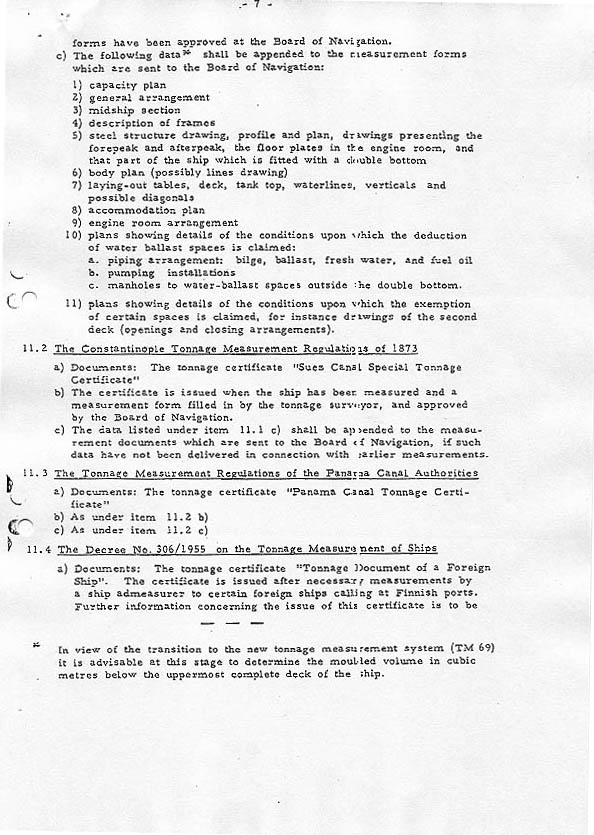 - 7 -
forms have been approved at the Board of Navigation.
c) The following data* shall be appended to the measurement forms
which are sent to the Board of Navigation:
1) capacity plan
2) general arrangement
3) midship section
4) description of frames
5) steel structure drawing, profile and plan, drawings presenting the
forepeak and afterpeak, the floor plates in the engine room, and
that part of the ship which is fitted with a double bottom
6) body plan (possibly lines drawing)
7) laying-out tables, deck, tank top, waterlines, verticals and
possible diagonals
8) accommodation plan
9) engine room arrangement
10) plans showing details of the conditions upon which the deduction
of water ballast spaces is claimed:
a. piping arrangement: bilge, ballast, fresh water, and fuel oil
b. pumping installations
c. manholes to water-ballast spaces outside the double bottom.
11) plans showing details of the conditions upon which the exemption
of certain spaces is claimed, for instance drawings of the second
deck (openings and closing arrangements).
11.2 The Constantinople Tonnage Measurement Regulations of 1873
a) Documents: The tonnage certificate "Sues Canal Special Tonnage
Certificate"
b) The certificate is issued when the ship has been measured and a
measurement form filled in by the tonnage surveyor, and approved
by the Board of Navigation.
c) The data listed under item 11.1 c) shall be appended to the measu-
rement documents which are sent to the Board of Navigation, if such
data have not been delivered in connection with earlier measurements.
11.3 The Tonnage Measurement Regulations of the Panama Canal Authorities
a) Documents: The tonnage certificate "Panama Canal Tonnage Certi-
ficate"
b) As under item 11.2 b)
c) As under item 11.2 c)
11.4 The Decree No. 306/1955 on the Tonnage Measurement of Ships
a) Documents: The tonnage certificate "Tonnage Document of a Foreign
Ship". The certificate is issued after necessary measurements by
a ship admeasurer to certain foreign ships calling at Finnish ports.
Further information concerning the issue of this certificate is to be
* In view of the transition to the new tonnage measurement system (TM 69)
it is advisable at this stage to determine the moulded volume in cubic
metres below the uppermost complete deck of the ship.